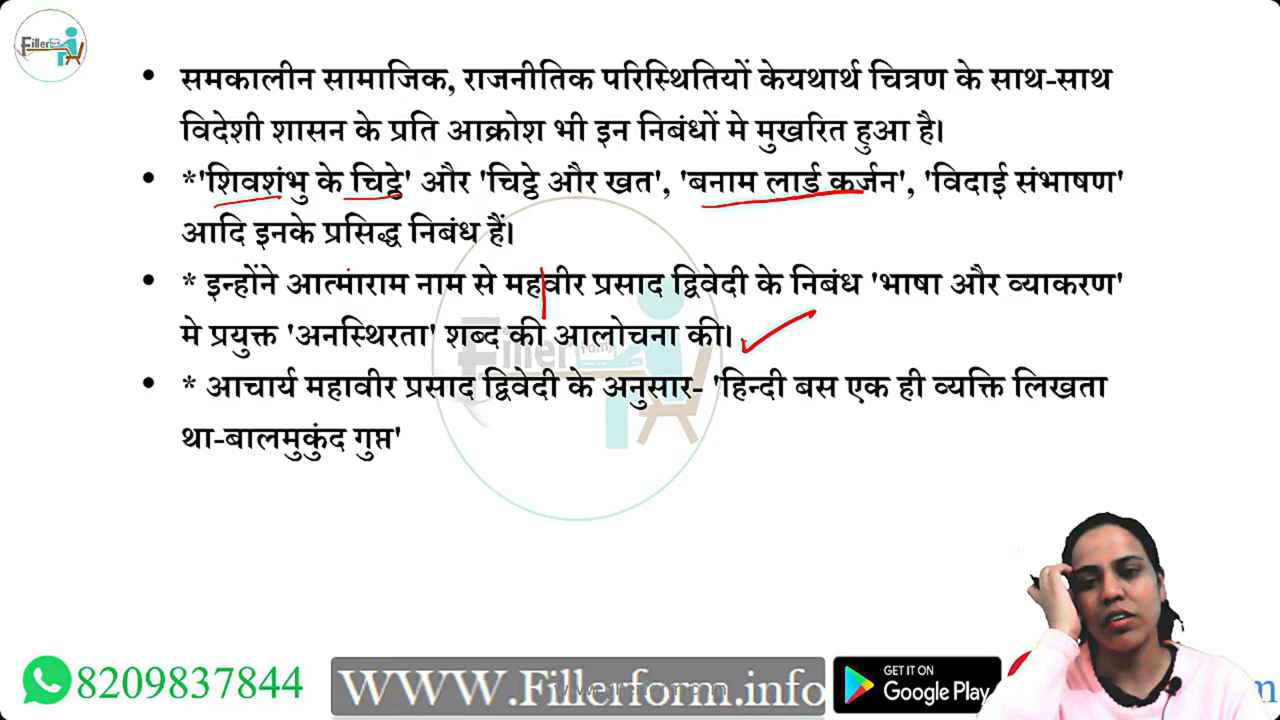 Fillerform
समकालीन सामाजिक, राजनीतिक परिस्थितियों केयथार्थ चित्रण के साथ-साथ
विदेशी शासन के प्रति आक्रोश भी इन निबंधों मे मुखरित हुआ है।
*'शिवशंभु के चिट्ठे' और 'चिट्ठे और खत', 'बनाम लार्ड कर्जन', 'विदाई संभाषण'
आदि इनके प्रसिद्ध निबंध हैं।
* इन्होंने आत्माराम नाम से महवीर प्रसाद द्विवेदी के निबंध 'भाषा और व्याकरण'
मे प्रयुक्त 'अनस्थिरता' शब्द की आलोचना की।
* आचार्य महावीर प्रसाद द्विवेदी के अनुसार- 'हिन्दी बस एक ही व्यक्ति लिखता
था-बालमुकुंद गुप्त'
8209837844
WWW.Fillerform.info
GET IT ON
Google Play